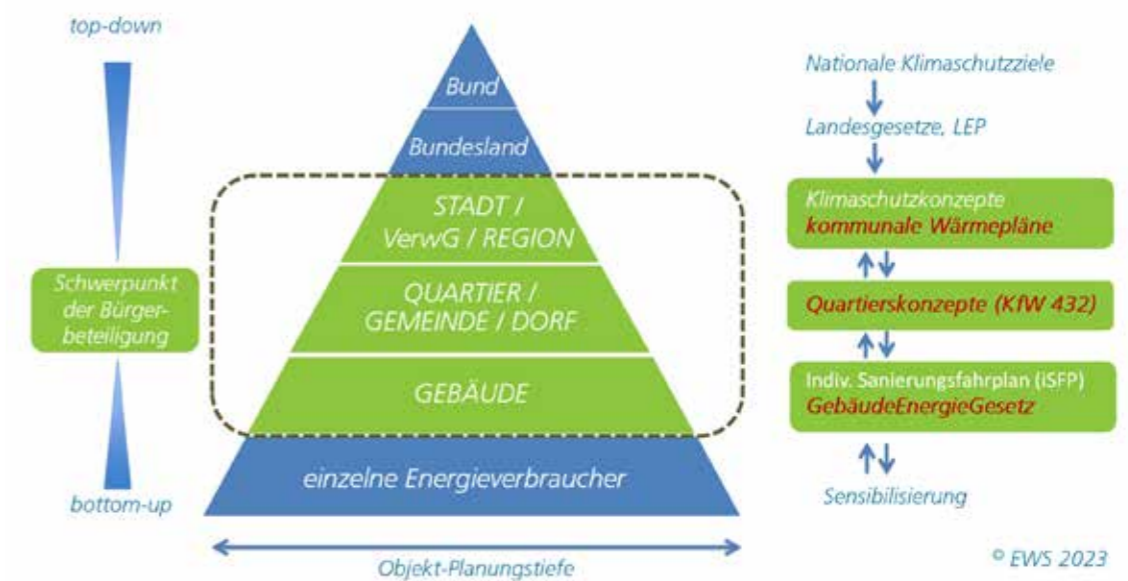 top-down
Schwerpunkt
der Bürger-
beteiligung
bottom-up
Bund
Bundesland
STADT /
VerwG / REGION
QUARTIER /
GEMEINDE / DORF
GEBÄUDE
einzelne Energieverbraucher
Objekt-Planungstiefe
Nationale Klimaschutzziele
Landesgesetze, LEP
Klimaschutzkonzepte
kommunale Wärmepläne
Quartierskonzepte (KfW 432)
Indiv. Sanierungsfahrplan (iSFP)
GebäudeEnergieGesetz
Sensibilisierung
© EWS 2023